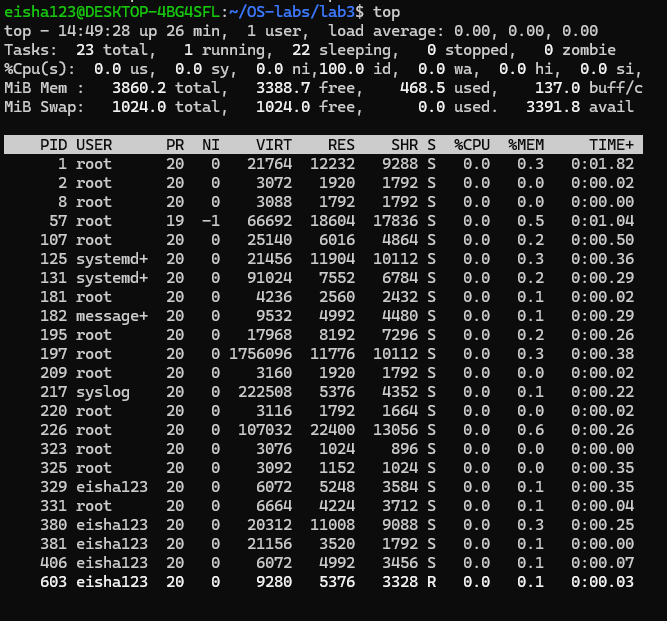 eisha123@DESKTOP-4BG4SFL:~/OS-labs/lab3$ top
top - 14:49:28 up 26 min,  1 user,  load average: 0.00, 0.00, 0.00
Tasks:  23 total,   1 running,  22 sleeping,   0 stopped,   0 zombie
%Cpu(s):  0.0 us,  0.0 sy,  0.0 ni,100.0 id,  0.0 wa,  0.0 hi,  0.0 si,
MiB Mem :   3860.2 total,   3388.7 free,    468.5 used,    137.0 buff/c
MiB Swap:   1024.0 total,   1024.0 free,      0.0 used.   3391.8 avail
PID USER      PR  NI    VIRT    RES    SHR S  %CPU  %MEM     TIME+
1 root      20   0   21764  12232   9288 S   0.0   0.3   0:01.82
2 root      20   0    3072   1920   1792 S   0.0   0.0   0:00.02
8 root      20   0    3088   1792   1792 S   0.0   0.0   0:00.00
57 root      19  -1   66692  18604  17836 S   0.0   0.5   0:01.04
107 root      20   0   25140   6016   4864 S   0.0   0.2   0:00.50
125 systemd+  20   0   21456  11904  10112 S   0.0   0.3   0:00.36
131 systemd+  20   0   91024   7552   6784 S   0.0   0.2   0:00.29
181 root      20   0    4236   2560   2432 S   0.0   0.1   0:00.02
182 message+  20   0    9532   4992   4480 S   0.0   0.1   0:00.29
195 root      20   0   17968   8192   7296 S   0.0   0.2   0:00.26
197 root      20   0 1756096  11776  10112 S   0.0   0.3   0:00.38
209 root      20   0    3160   1920   1792 S   0.0   0.0   0:00.02
217 syslog    20   0  222508   5376   4352 S   0.0   0.1   0:00.22
220 root      20   0    3116   1792   1664 S   0.0   0.0   0:00.02
226 root      20   0  107032  22400  13056 S   0.0   0.6   0:00.26
323 root      20   0    3076   1024    896 S   0.0   0.0   0:00.00
325 root      20   0    3092   1152   1024 S   0.0   0.0   0:00.35
329 eisha123  20   0    6072   5248   3584 S   0.0   0.1   0:00.35
331 root      20   0    6664   4224   3712 S   0.0   0.1   0:00.04
380 eisha123  20   0   20312  11008   9088 S   0.0   0.3   0:00.25
381 eisha123  20   0   21156   3520   1792 S   0.0   0.1   0:00.00
406 eisha123  20   0    6072   4992   3456 S   0.0   0.1   0:00.07
603 eisha123  20   0    9280   5376   3328 R   0.0   0.1   0:00.03